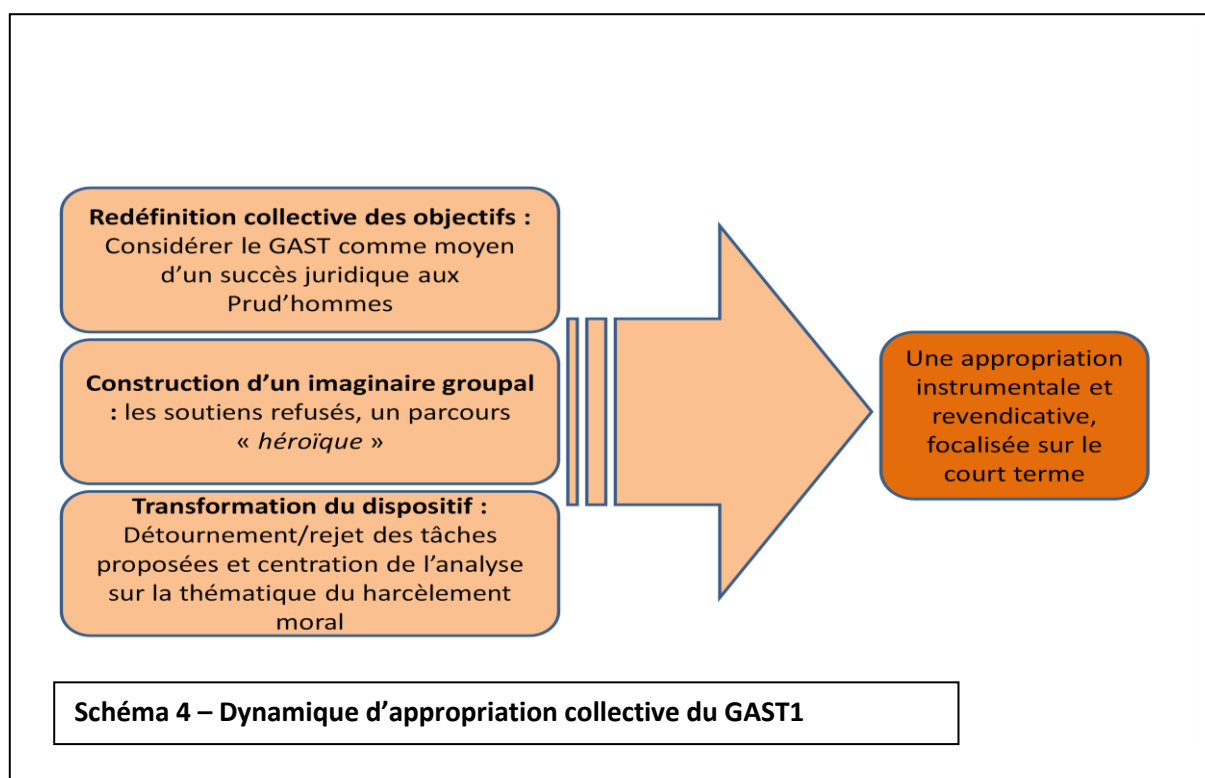 Redéfinition collective des objectifs :
Considérer le GAST comme moyen
d’un succès juridique aux
Prud’hommes
Construction d’un imaginaire groupal
: les soutiens refusés, un parcours
« héroïque »
Transformation du dispositif :
Détournement/rejet des tâches
proposées et centration de l’analyse
sur la thématique du harcèlement
moral
Une appropriation
instrumentale et
revendicative,
focalisée sur le
court terme
Schéma 4 – Dynamique d’appropriation collective du GAST1